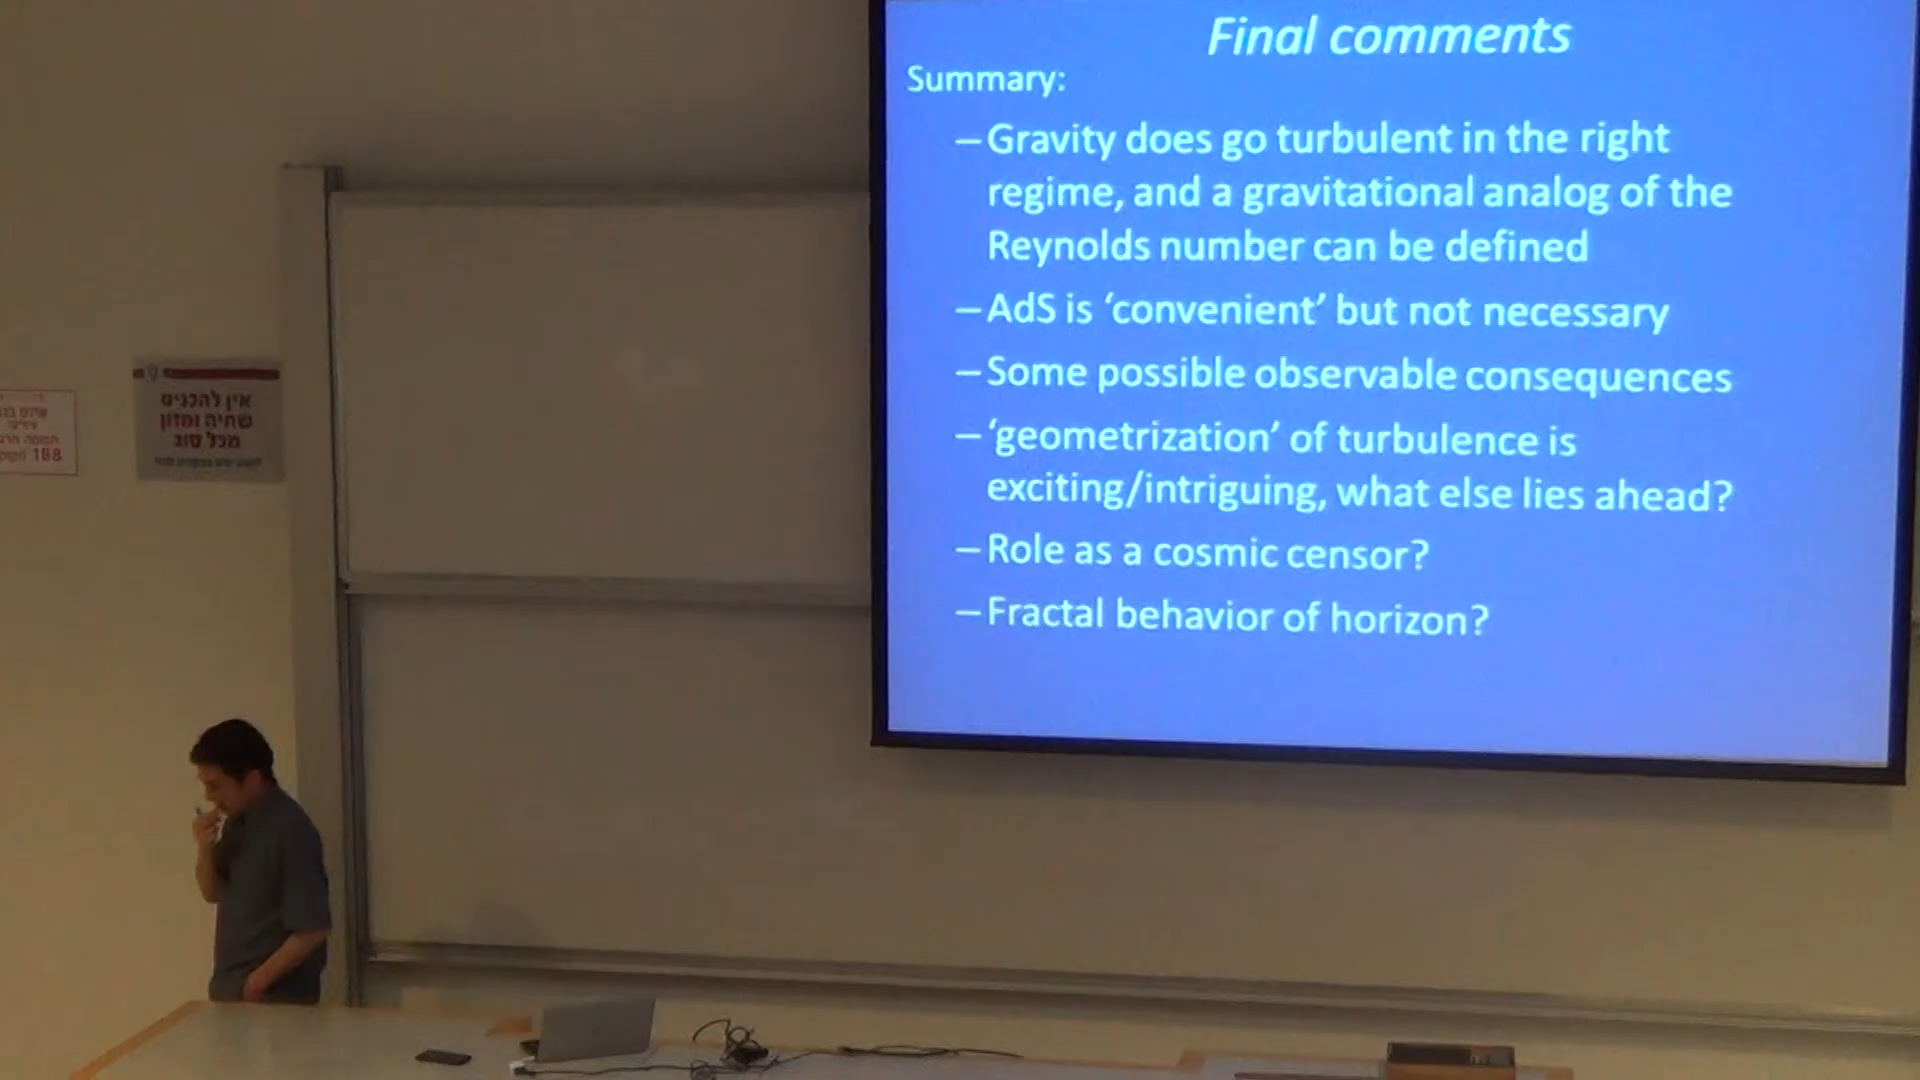 Final comments
Summary:
– Gravity does go turbulent in the right
regime, and a gravitational analog of the
Reynolds number can be defined
– AdS is ‘convenient’ but not necessary
– Some possible observable consequences
– ‘geometrization’ of turbulence is
exciting/intriguing, what else lies ahead?
– Role as a cosmic censor?
– Fractal behavior of horizon?
אין להכניס
שתיה ומזון
מכל סוג
188